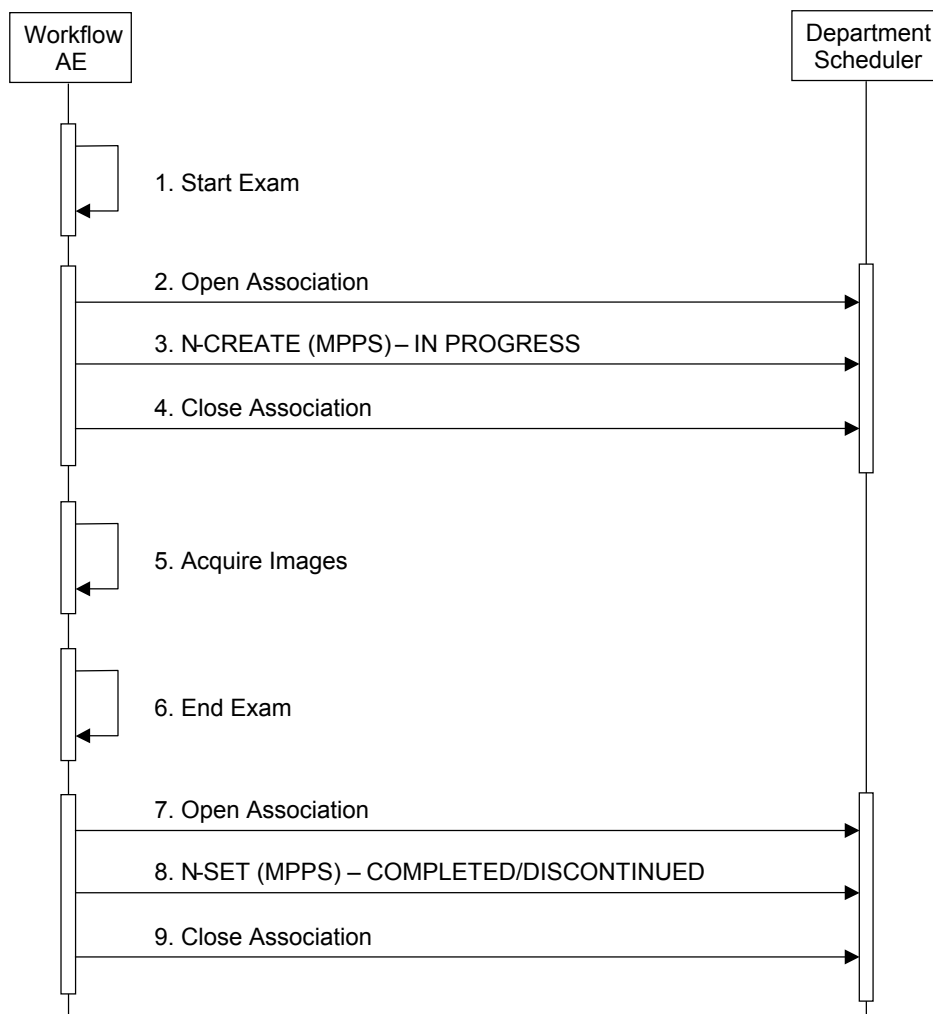 Workflow
AE
Department
Scheduler
1. Start Exam
2. Open Association
3. N-CREATE (MPPS) – IN PROGRESS
4. Close Association
5. Acquire Images
6. End Exam
7. Open Association
8. N-SET (MPPS) – COMPLETED/DISCONTINUED
9. Close Association